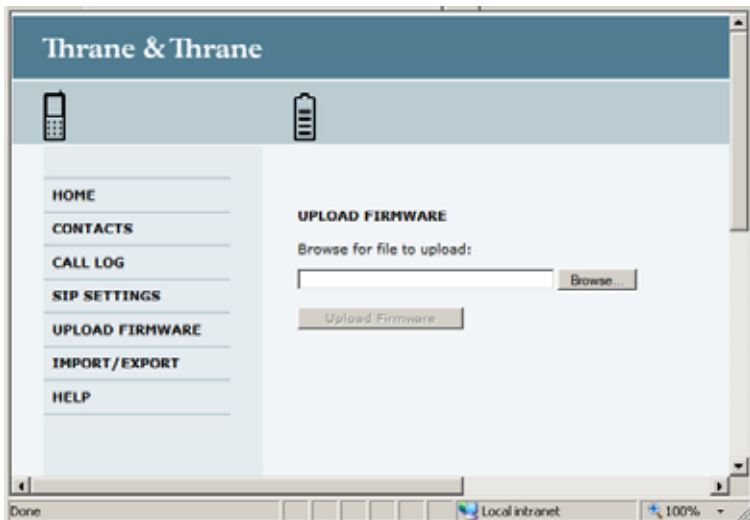 Thrane & Thrane
HOME
CONTACTS
CALL LOG
SIP SETTINGS
UPLOAD FIRMWARE
IMPORT/EXPORT
HELP
UPLOAD FIRMWARE
Browse for file to upload:
Browse...
Upload Firmware
Done
Local intranet
100%